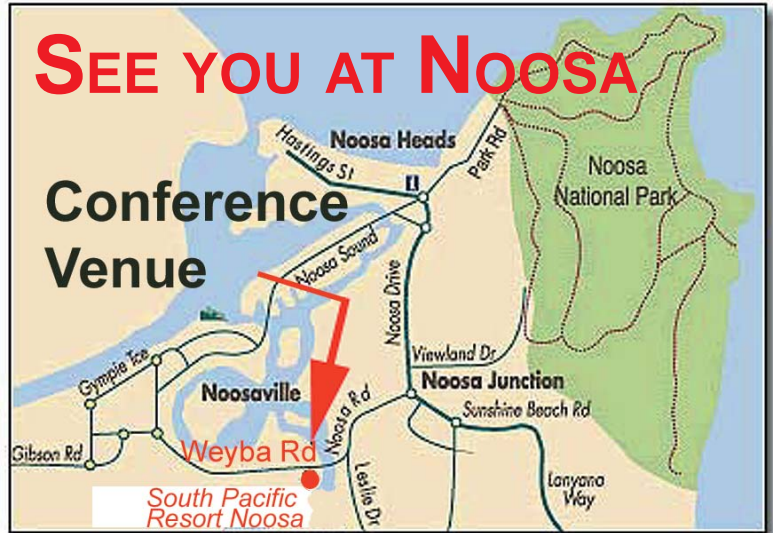 SEE YOU AT NOOSA
Hastings St
Noosa Heads
Park Rd
i
Noosa
National Park
Conference
Venue
Noosa Sound
Noosa Drive
Viewland Dr
Gympie Tce
Noosaville
Noosa Junction
Noosa Rd
Sunshine Beach Rd
Gibson Rd
Weyba Rd
Leslie Dr
Lanyana
Way
South Pacific
Resort Noosa